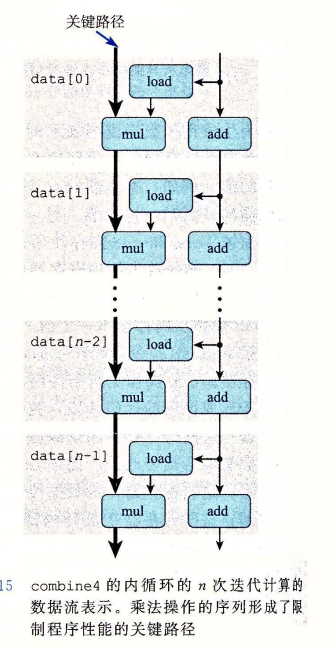 关键路径
data[0]
load
mul
add
data[1]
load
mul
add
data[n-2]
load
mul
add
data[n-1]
load
mul
add
15 combine4 的内循环的 n 次迭代计算的
数据流表示。乘法操作的序列形成了限
制程序性能的关键路径